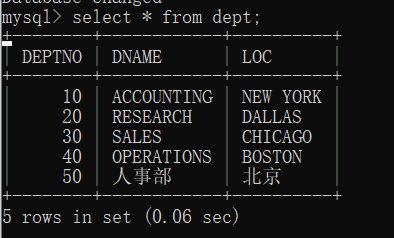 Database changed
mysql> select * from dept;
+--------+------------+----------+
| DEPTNO | DNAME      | LOC      |
+--------+------------+----------+
|     10 | ACCOUNTING | NEW YORK |
|     20 | RESEARCH   | DALLAS   |
|     30 | SALES      | CHICAGO  |
|     40 | OPERATIONS | BOSTON   |
|     50 | 人事部     | 北京     |
+--------+------------+----------+
5 rows in set (0.06 sec)